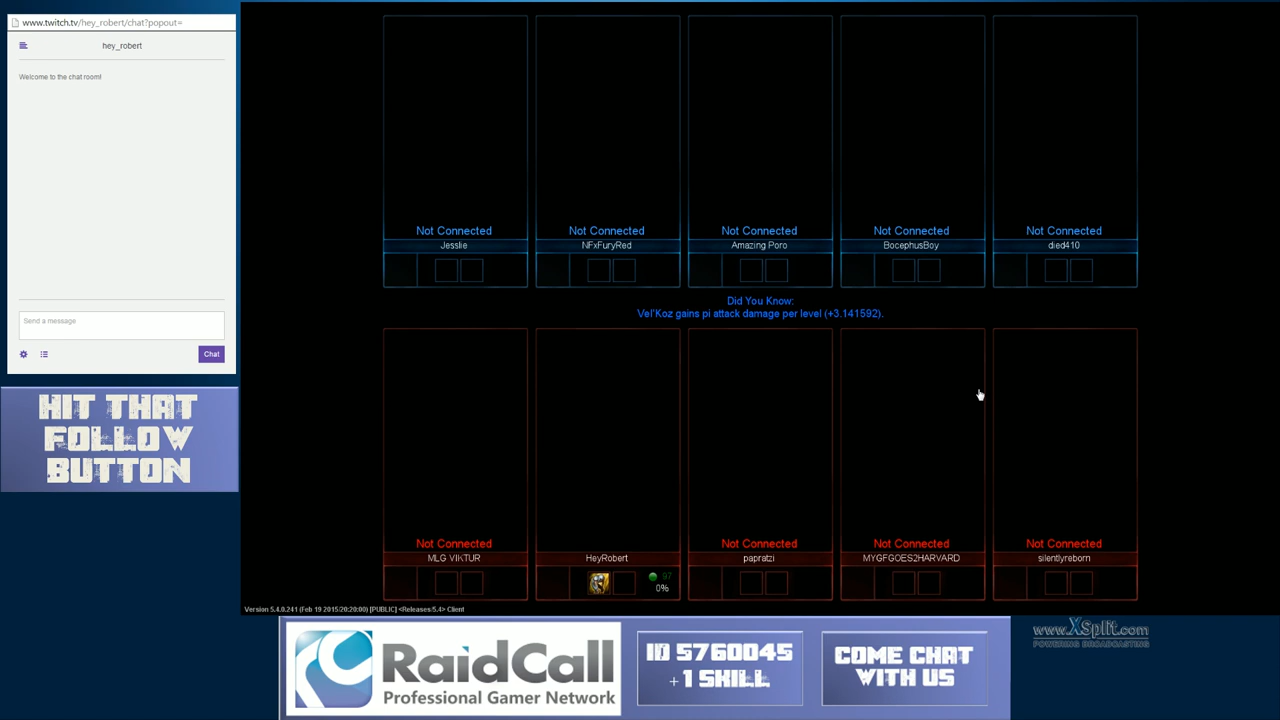 www.twitch.tv/hey_robert/chat?popout=
hey_robert
Welcome to the chat room!
Send a message
Chat
HIT THAT
FOLLOW
BUTTON
Not Connected Not Connected Not Connected Not Connected Not Connected
Jesslie NFxFuryRed Amazing Poro BocephusBoy died410
Did You Know:
Vel'Koz gains pi attack damage per level (+3.141592).
Not Connected Not Connected Not Connected Not Connected Not Connected
MLG VIKTUR HeyRobert papratzi MYGFGOES2HARVARD silentlyreborn
97
0%
Version 5.4.0.241 (Feb 19 2015/20:20:00) [PUBLIC] <Releases/5.4> Client
RaidCall
Professional Gamer Network
ID 5760045
+ 1 SKILL
COME CHAT
WITH US
www.XSplit.com
POWERING BROADCASTING